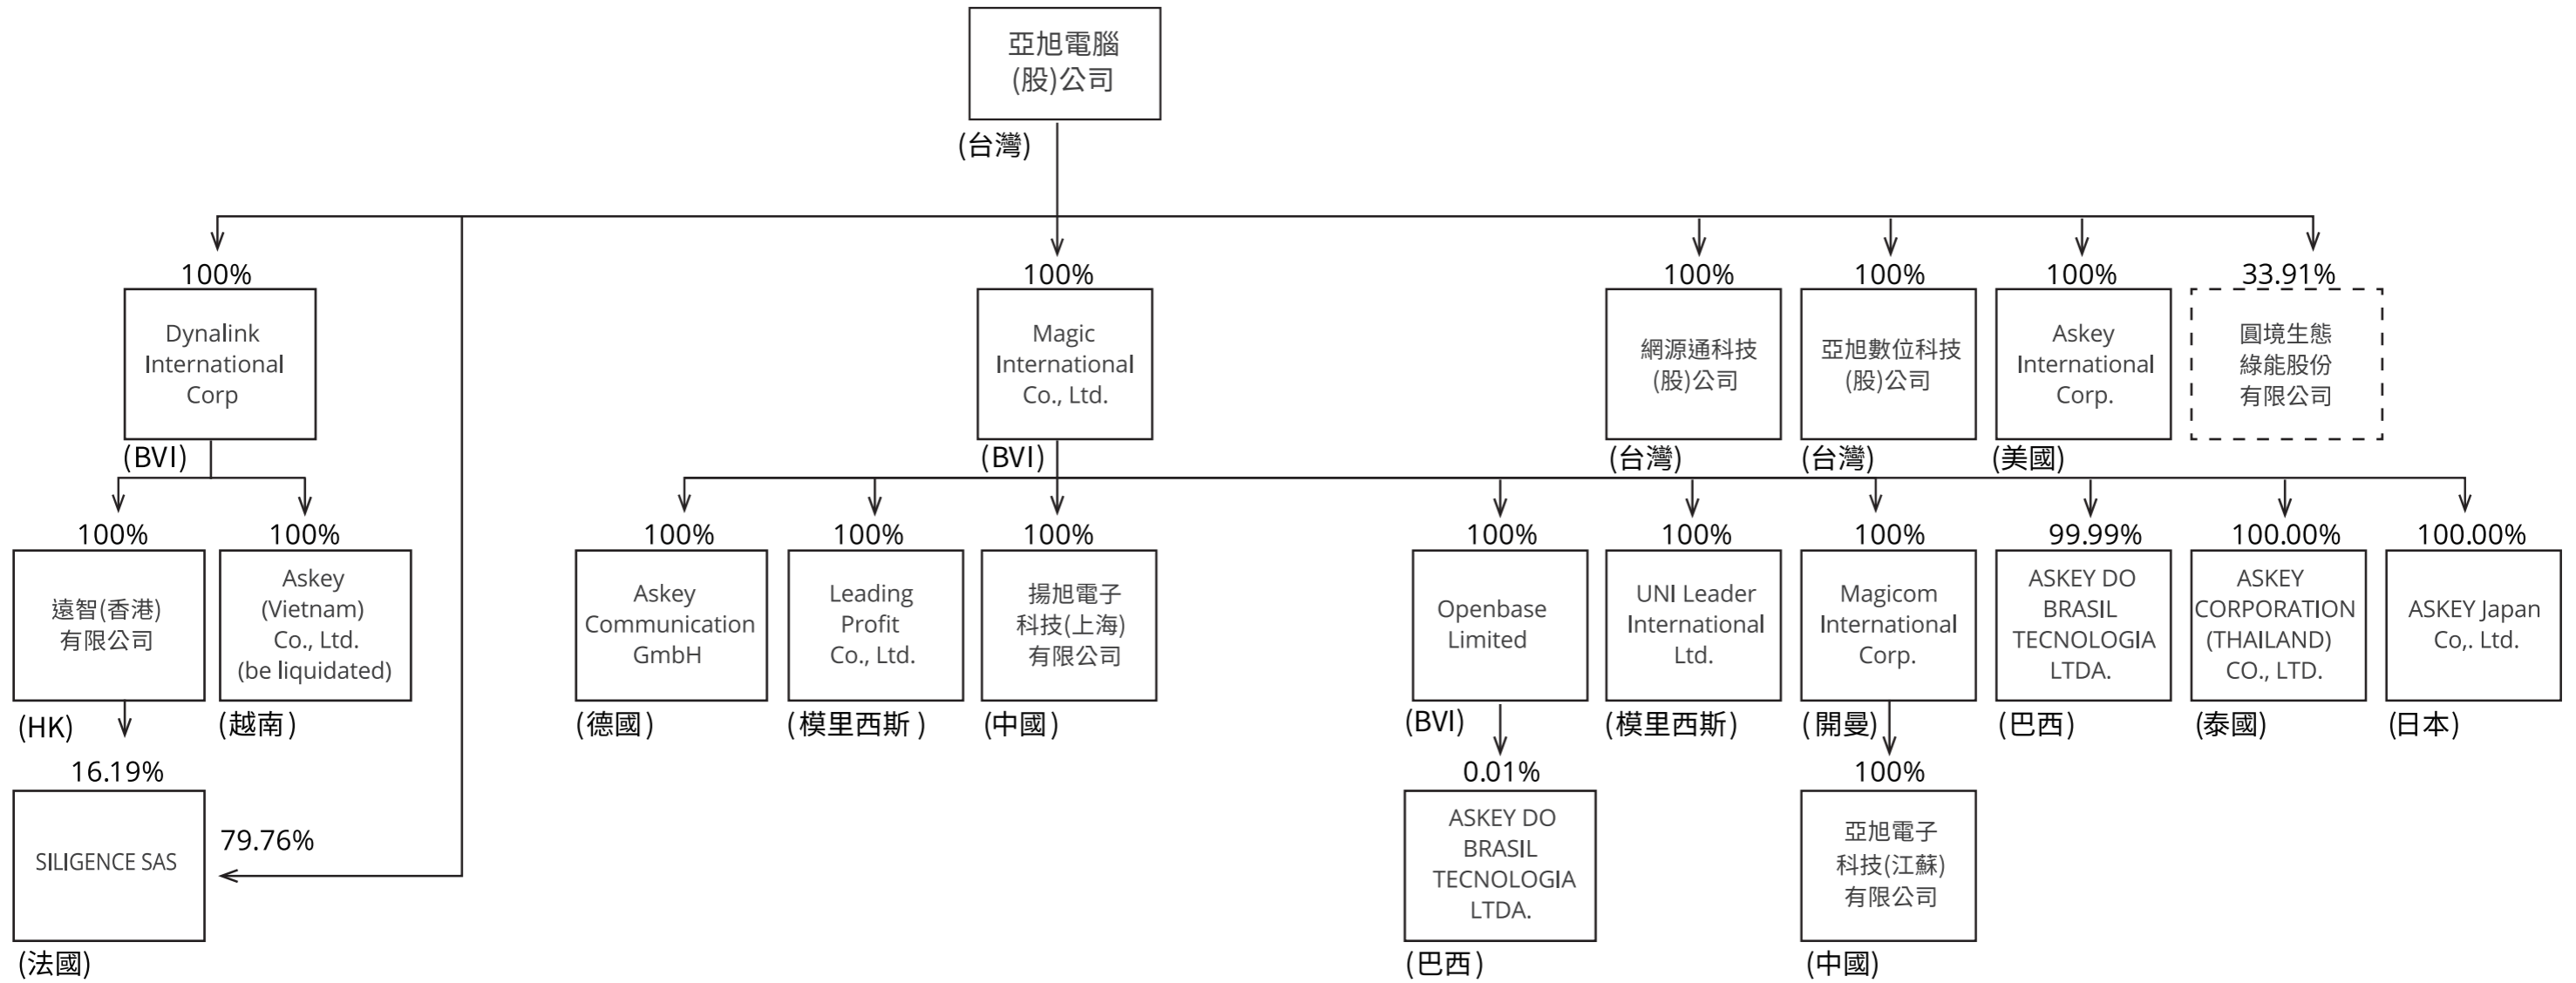 亞旭電腦
(股)公司
(台灣)
100%
Dynalink
International
Corp
(BVI)
100%
Magic
International
Co., Ltd.
(BVI)
100%
網源通科技
(股)公司
(台灣)
100%
亞旭數位科技
(股)公司
(台灣)
100%
Askey
International
Corp.
(美國)
33.91%
圓境生態
綠能股份
有限公司
100%
遠智(香港)
有限公司
(HK)
100%
Askey
(Vietnam)
Co., Ltd.
(be liquidated)
(越南)
100%
Askey
Communication
GmbH
(德國)
100%
Leading
Profit
Co., Ltd.
(模里西斯)
100%
揚旭電子
科技(上海)
有限公司
(中國)
100%
Openbase
Limited
(BVI)
100%
UNI Leader
International
Ltd.
(模里西斯)
100%
Magicom
International
Corp.
(開曼)
99.99%
ASKEY DO
BRASIL
TECNOLOGIA
LTDA.
(巴西)
100.00%
ASKEY
CORPORATION
(THAILAND)
CO., LTD.
(泰國)
100.00%
ASKEY Japan
Co,. Ltd.
(日本)
16.19%
SILIGENCE SAS
79.76%
(法國)
0.01%
ASKEY DO
BRASIL
TECNOLOGIA
LTDA.
(巴西)
100%
亞旭電子
科技(江蘇)
有限公司
(中國)